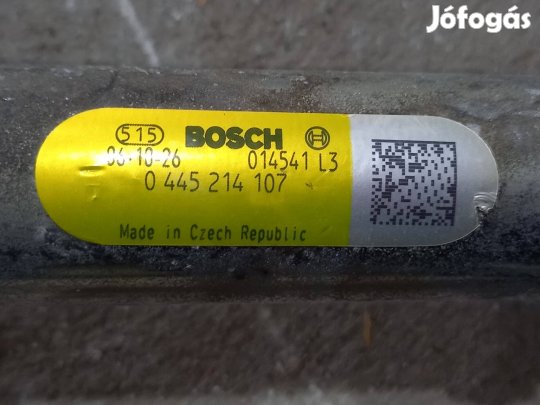 Jófogás
515 BOSCH
06-10-26 014541 L3
0 445 214 107
Made in Czech Republic